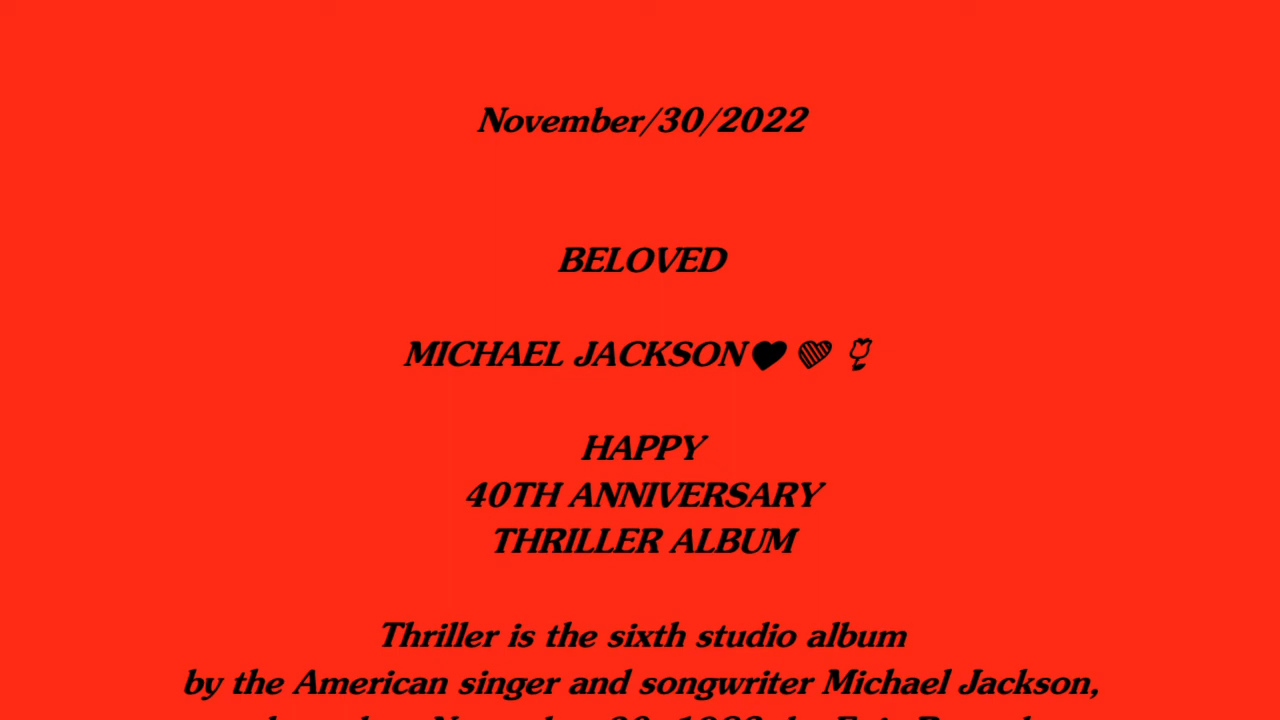 November/30/2022
BELOVED
MICHAEL JACKSON
HAPPY
40TH ANNIVERSARY
THRILLER ALBUM
Thriller is the sixth studio album
by the American singer and songwriter Michael Jackson,